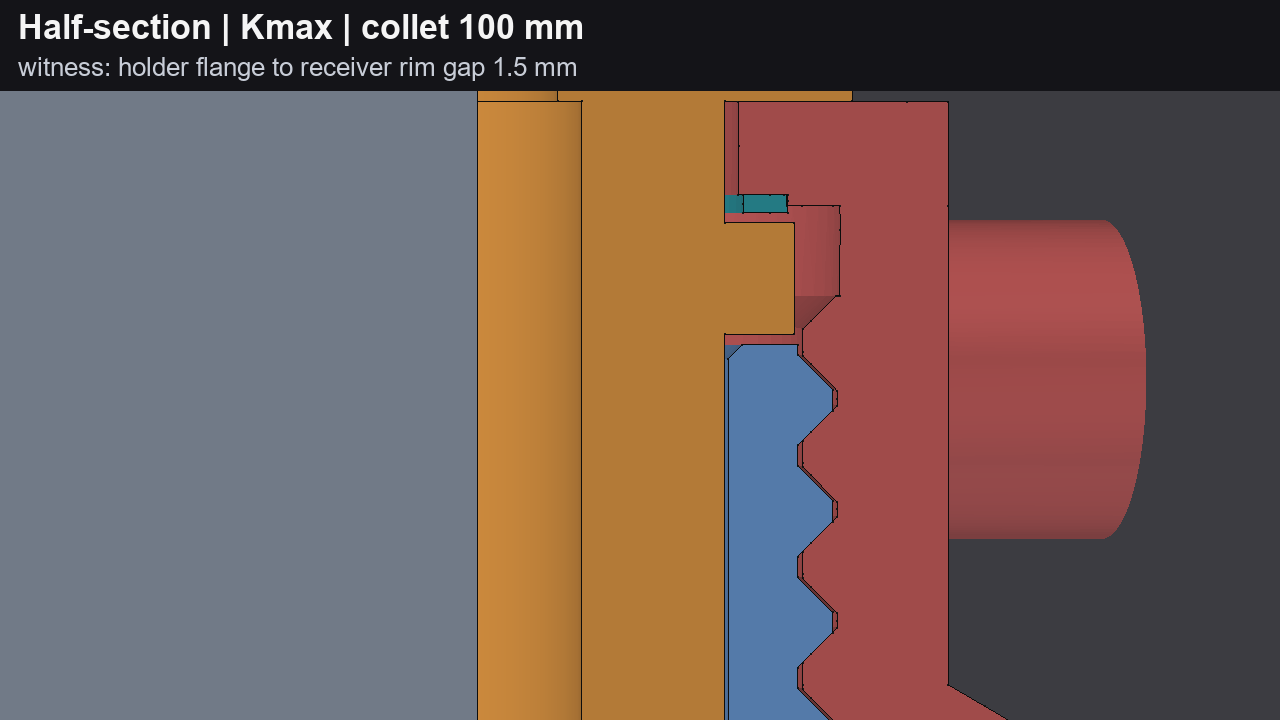 Half-section | Kmax | collet 100 mm
witness: holder flange to receiver rim gap 1.5 mm